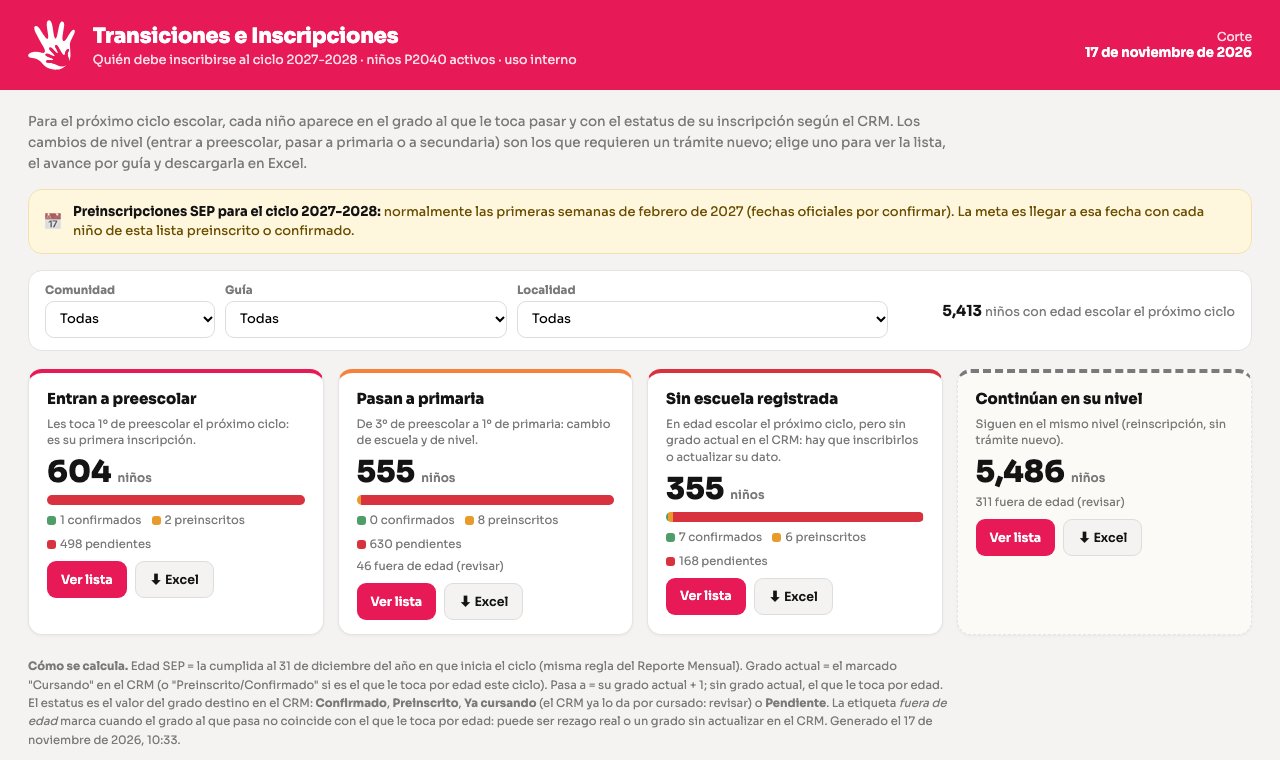 Transiciones e Inscripciones
Quién debe inscribirse al ciclo 2027-2028 · niños P2040 activos · uso interno
Corte
17 de noviembre de 2026
Para el próximo ciclo escolar, cada niño aparece en el grado al que le toca pasar y con el estatus de su inscripción según el CRM. Los
cambios de nivel (entrar a preescolar, pasar a primaria o a secundaria) son los que requieren un trámite nuevo; elige uno para ver la lista,
el avance por guía y descargarla en Excel.
17
Preinscripciones SEP para el ciclo 2027-2028: normalmente las primeras semanas de febrero de 2027 (fechas oficiales por confirmar). La meta es llegar a esa fecha con cada
niño de esta lista preinscrito o confirmado.
Comunidad
Todas
Guía
Todas
Localidad
Todas
5,413 niños con edad escolar el próximo ciclo
Entran a preescolar
Les toca 1º de preescolar el próximo ciclo:
es su primera inscripción.
604 niños
1 confirmados 2 preinscritos
498 pendientes
Ver lista ⬇ Excel
Pasan a primaria
De 3º de preescolar a 1º de primaria: cambio
de escuela y de nivel.
555 niños
0 confirmados 8 preinscritos
630 pendientes
46 fuera de edad (revisar)
Ver lista ⬇ Excel
Sin escuela registrada
En edad escolar el próximo ciclo, pero sin
grado actual en el CRM: hay que inscribirlos
o actualizar su dato.
355 niños
7 confirmados 6 preinscritos
168 pendientes
Ver lista ⬇ Excel
Continúan en su nivel
Siguen en el mismo nivel (reinscripción, sin
trámite nuevo).
5,486 niños
311 fuera de edad (revisar)
Ver lista ⬇ Excel
Cómo se calcula. Edad SEP = la cumplida al 31 de diciembre del año en que inicia el ciclo (misma regla del Reporte Mensual). Grado actual = el marcado
"Cursando" en el CRM (o "Preinscrito/Confirmado" si es el que le toca por edad este ciclo). Pasa a = su grado actual + 1; sin grado actual, el que le toca por edad.
El estatus es el valor del grado destino en el CRM: Confirmado, Preinscrito, Ya cursando (el CRM ya lo da por cursado: revisar) o Pendiente. La etiqueta fuera de
edad marca cuando el grado al que pasa no coincide con el que le toca por edad: puede ser rezago real o un grado sin actualizar en el CRM. Generado el 17 de
noviembre de 2026, 10:33.